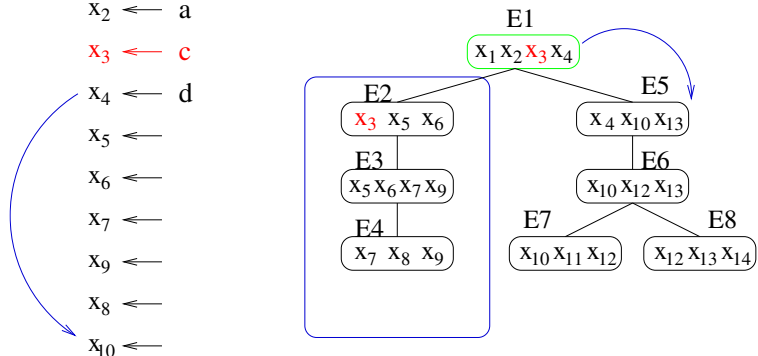 x₂ a
x₃ c
x₄ d
x₅
x₆
x₇
x₉
x₈
x₁₀
E1
x₁ x₂ x₃ x₄
E2
x₃ x₅ x₆
E5
x₄ x₁₀ x₁₃
E3
x₅ x₆ x₇ x₉
E6
x₁₀ x₁₂ x₁₃
E4
x₇ x₈ x₉
E7
x₁₀ x₁₁ x₁₂
E8
x₁₂ x₁₃ x₁₄